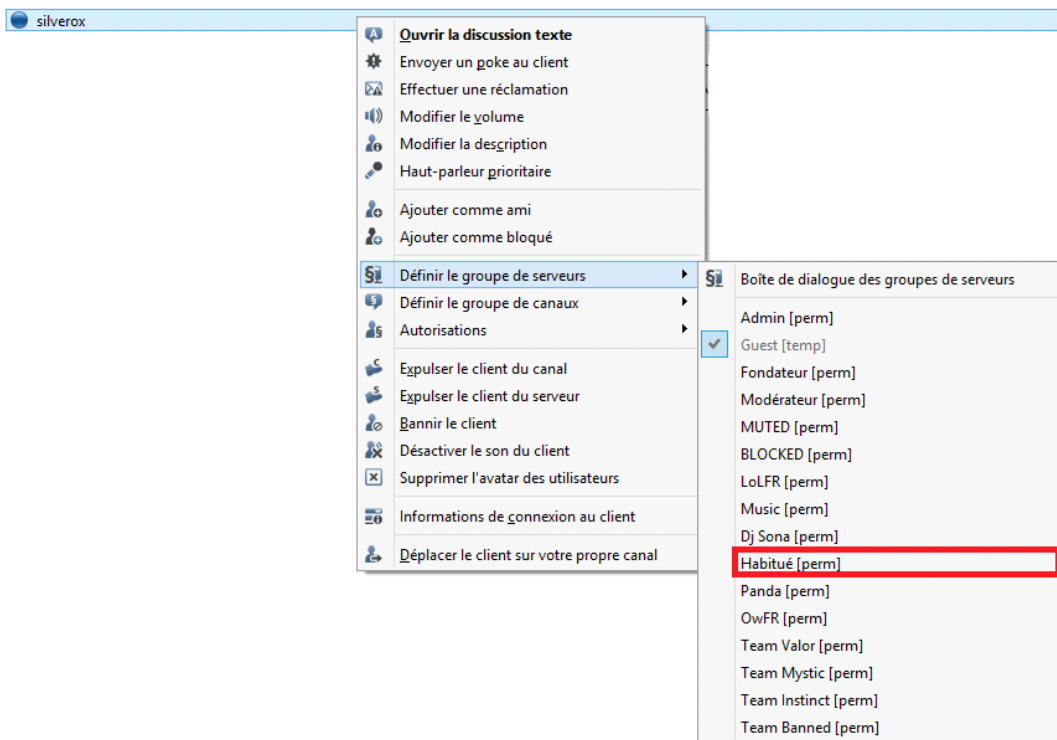 silverox
Ouvrir la discussion texte
Envoyer un poke au client
Effectuer une réclamation
Modifier le volume
Modifier la description
Haut-parleur prioritaire
Ajouter comme ami
Ajouter comme bloqué
Définir le groupe de serveurs
Définir le groupe de canaux
Autorisations
Expulser le client du canal
Expulser le client du serveur
Bannir le client
Désactiver le son du client
Supprimer l'avatar des utilisateurs
Informations de connexion au client
Déplacer le client sur votre propre canal
Boîte de dialogue des groupes de serveurs
Admin [perm]
Guest [temp]
Fondateur [perm]
Modérateur [perm]
MUTED [perm]
BLOCKED [perm]
LoLFR [perm]
Music [perm]
Dj Sona [perm]
Habitué [perm]
Panda [perm]
OwFR [perm]
Team Valor [perm]
Team Mystic [perm]
Team Instinct [perm]
Team Banned [perm]